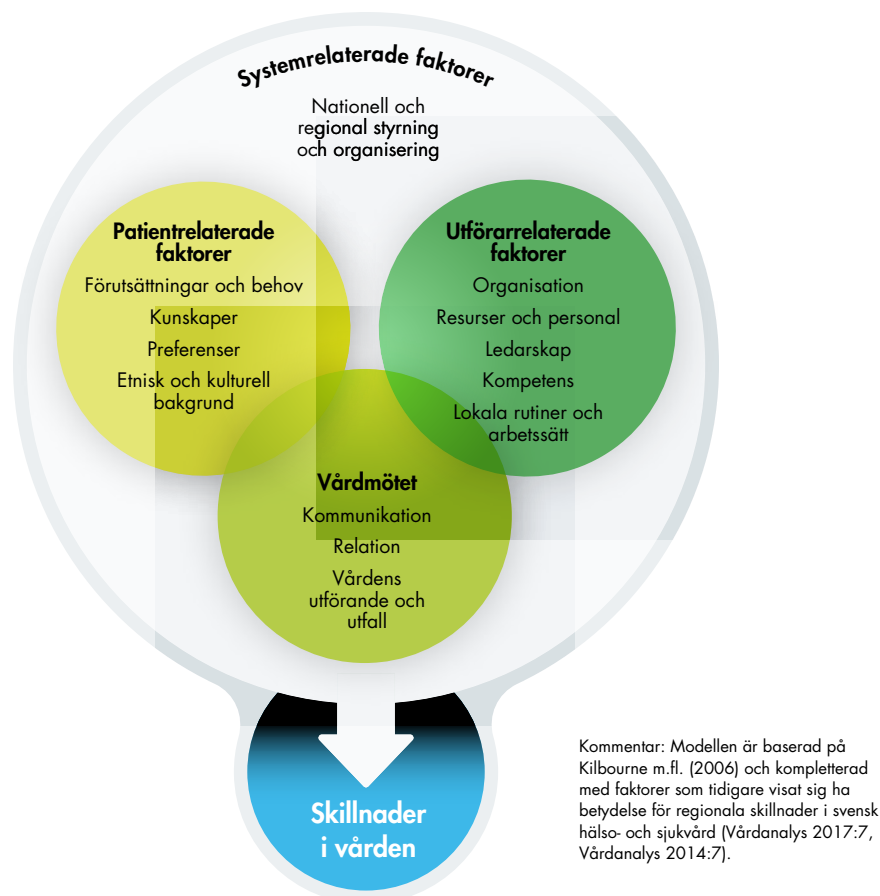 Systemrelaterade faktorer
Nationell och
regional styrning
och organisering
Patientrelaterade
faktorer
Förutsättningar och behov
Kunskaper
Preferenser
Etnisk och kulturell
bakgrund
Utförarrelaterade
faktorer
Organisation
Resurser och personal
Ledarskap
Kompetens
Lokala rutiner och
arbetssätt
Vårdmötet
Kommunikation
Relation
Vårdens
utförande och
utfall
Skillnader
i vården
Kommentar: Modellen är baserad på
Kilbourne m.fl. (2006) och kompletterad
med faktorer som tidigare visat sig ha
betydelse för regionala skillnader i svensk
hälso- och sjukvård (Vårdanalys 2017:7,
Vårdanalys 2014:7).